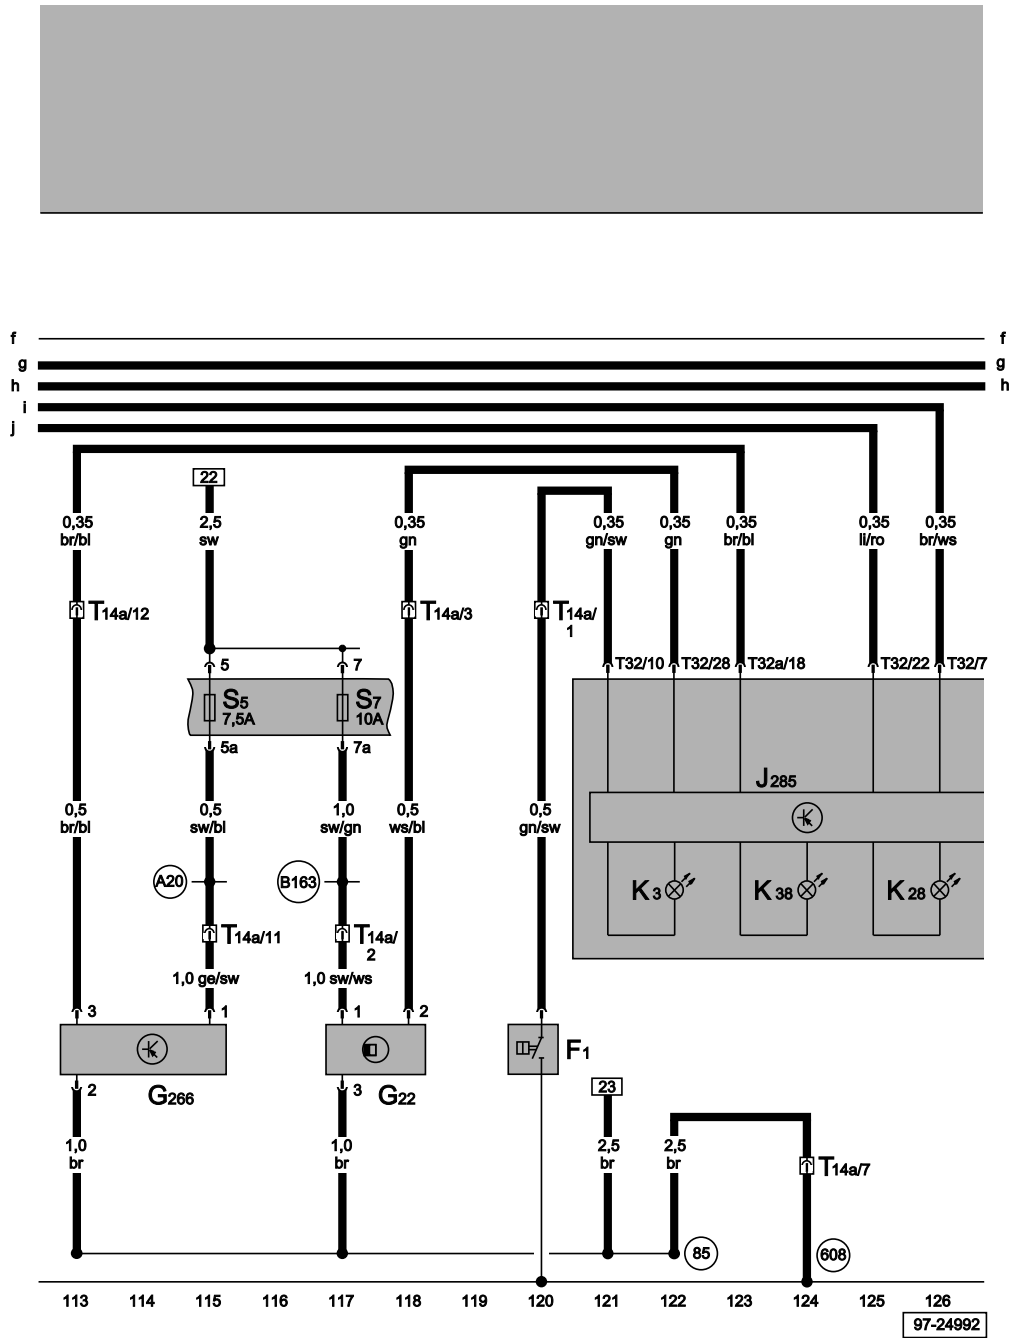 f f
g g
h h
i
j
22
0,35 2,5 0,35 0,35 0,35 0,35 0,35 0,35
br/bl sw gn gn/sw gn br/bl li/ro br/ws
T14a/12 T14a/3 T14a/
1
5 7 T32/10 T32/28 T32a/18 T32/22 T32/7
S5 S7
7,5A 10A
5a 7a
J285
0,5 0,5 1,0 0,5 0,5
br/bl sw/bl sw/gn ws/bl gn/sw
A20 B163 K3 K38 K28
T14a/11 T14a/
2
1,0 ge/sw 1,0 sw/ws
3 1 1 2
F1
2 3 23
G266 G22
1,0 1,0 2,5 2,5
br br br br
T14a/7
85 608
113 114 115 116 117 118 119 120 121 122 123 124 125 126
97-24992